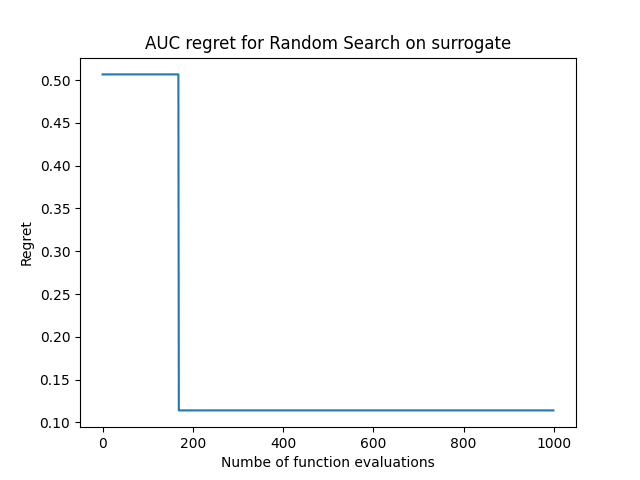 AUC regret for Random Search on surrogate
0.50
0.45
0.40
0.35
0.30
0.25
0.20
0.15
0.10
Regret
0 200 400 600 800 1000
Numbe of function evaluations